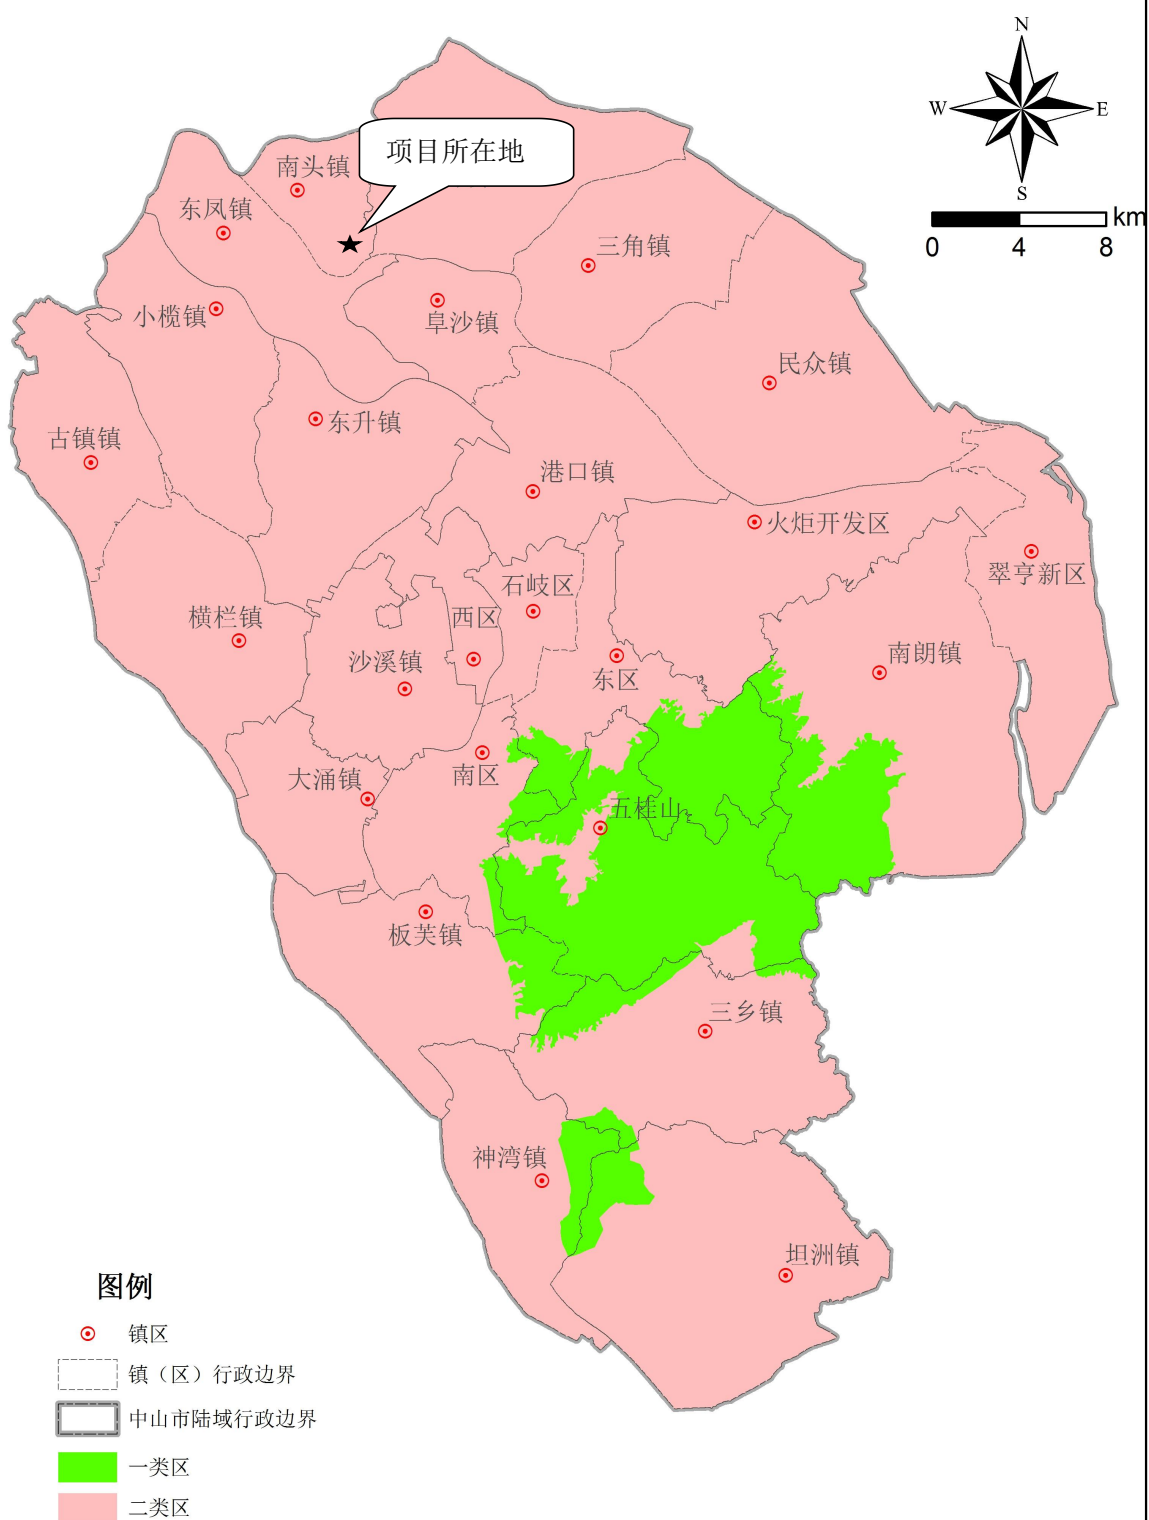 N
W
E
S
km
0
4
8
项目所在地
南头镇
东凤镇
三角镇
小榄镇
阜沙镇
民众镇
东升镇
古镇镇
港口镇
火炬开发区
翠亨新区
石岐区
横栏镇
西区
沙溪镇
东区
南朗镇
南区
大涌镇
五桂山
板芙镇
三乡镇
神湾镇
坦洲镇
图例
镇区
镇（区）行政边界
中山市陆域行政边界
一类区
二类区